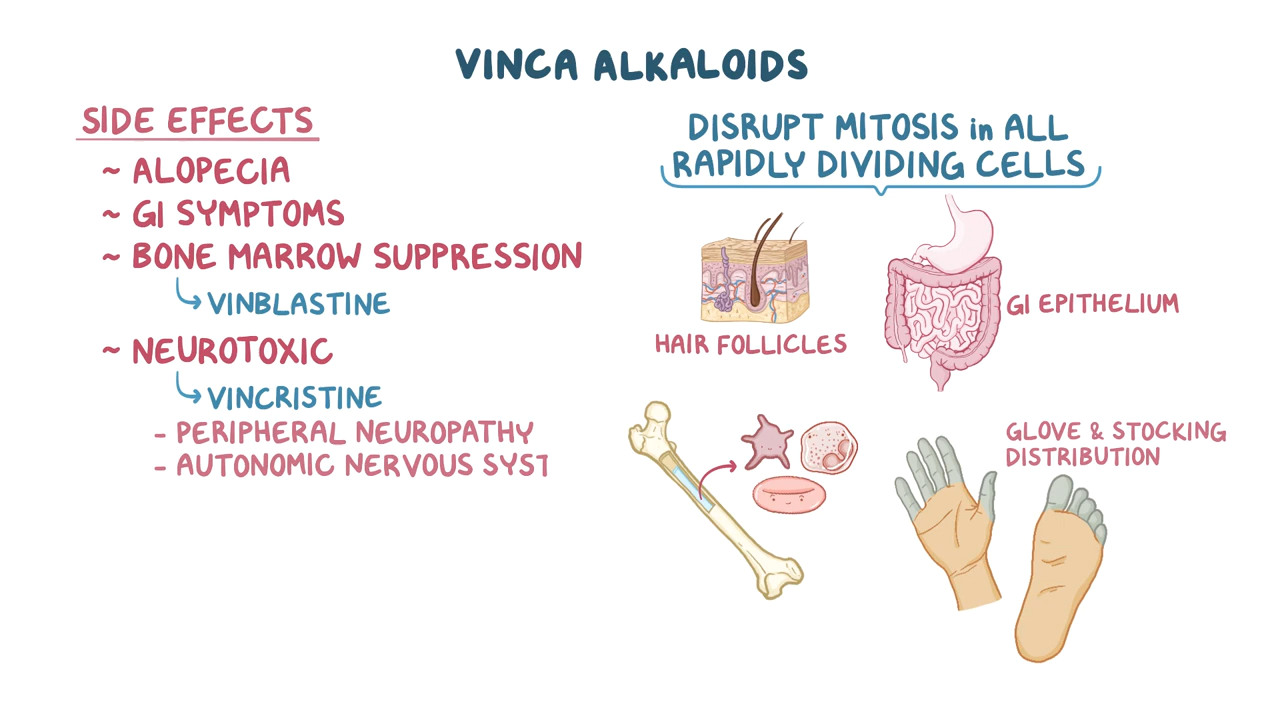 VINCA ALKALOIDS
SIDE EFFECTS
~ ALOPECIA
~ GI SYMPTOMS
~ BONE MARROW SUPPRESSION
VINBLASTINE
~ NEUROTOXIC
VINCRISTINE
- PERIPHERAL NEUROPATHY
- AUTONOMIC NERVOUS SYST
DISRUPT MITOSIS in ALL
RAPIDLY DIVIDING CELLS
HAIR FOLLICLES
GI EPITHELIUM
GLOVE & STOCKING
DISTRIBUTION